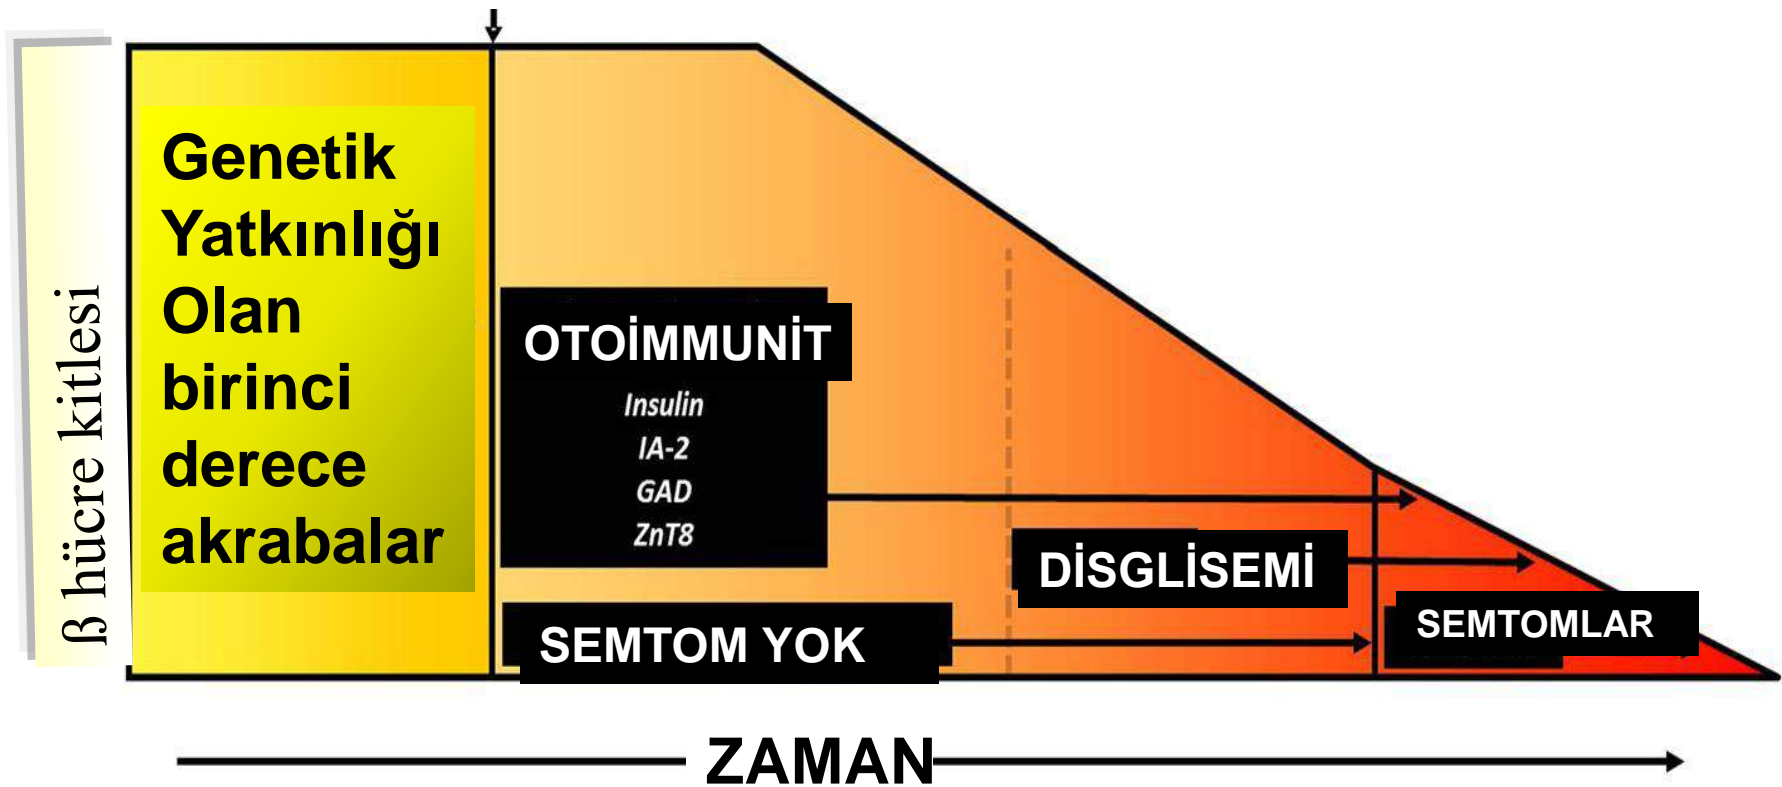 ß hücre kitlesi
Genetik
Yatkınlığı
Olan
birinci
derece
akrabalar
OTOİMMUNİT
Insulin
IA-2
GAD
ZnT8
DİSGLİSEMİ
SEMTOM YOK
SEMTOMLAR
ZAMAN